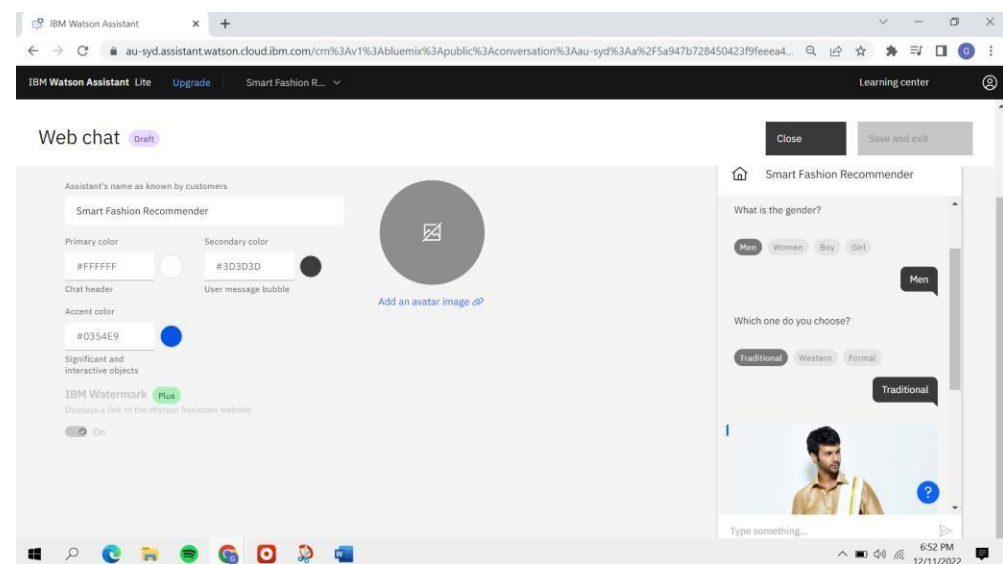 IBM Watson Assistant
au-syd.assistant.watson.cloud.ibm.com/crn%3Av1%3Abluemix%3Apublic%3Aconversation%3Aau-syd%3Aa%2F5a947b728450423f9feeea4...
G
IBM Watson Assistant Lite Upgrade Smart Fashion R... Learning center
Web chat Draft Close Save and exit
Assistant's name as known by customers
Smart Fashion Recommender
Primary color Secondary color
#FFFFFF #3D3D3D
Chat header User message bubble
Accent color
#0354E9
Significant and
interactive objects
IBM Watermark Plus
Displays a link to the Watson Assistant website
On
Add an avatar image
Smart Fashion Recommender
What is the gender?
Men Women Boy Girl
Men
Which one do you choose?
Traditional Western Formal
Traditional
?
Type something...
6:52 PM
12/11/2022